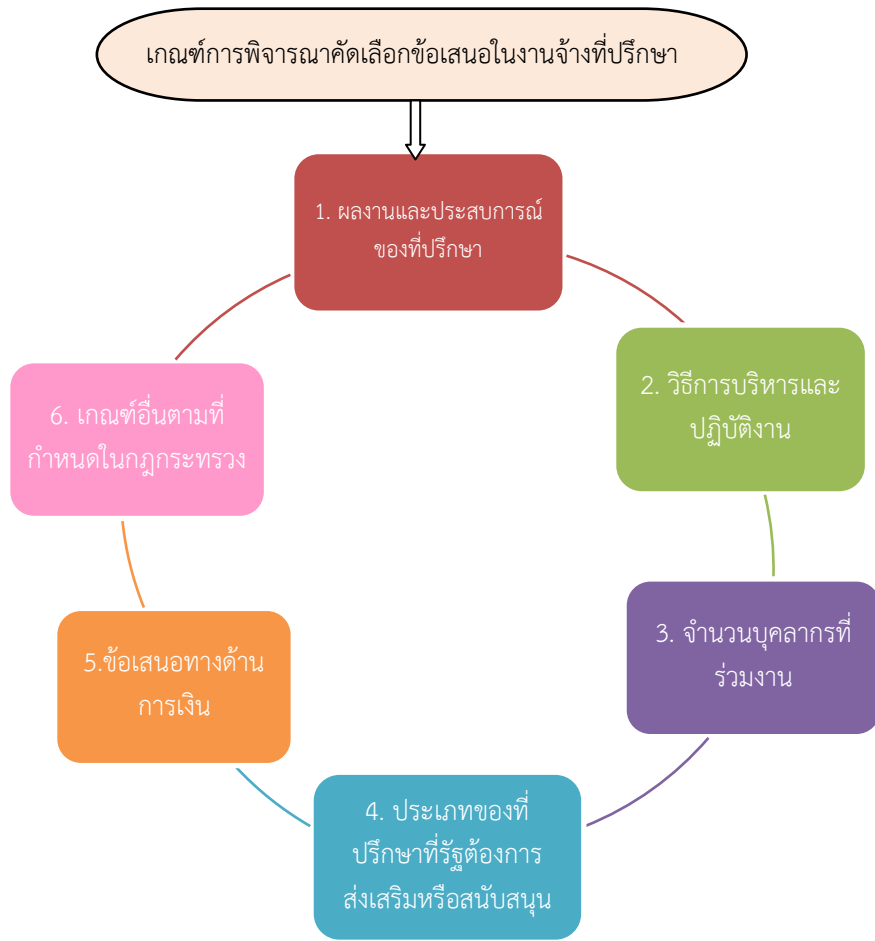 เกณฑ์การพิจารณาคัดเลือกข้อเสนอในงานจ้างที่ปรึกษา
1. ผลงานและประสบการณ์
ของที่ปรึกษา
2. วิธีการบริหารและ
ปฏิบัติงาน
3. จำนวนบุคลากรที่
ร่วมงาน
4. ประเภทของที่
ปรึกษาที่รัฐต้องการ
ส่งเสริมหรือสนับสนุน
5.ข้อเสนอทางด้าน
การเงิน
6. เกณฑ์อื่นตามที่
กำหนดในกฎกระทรวง